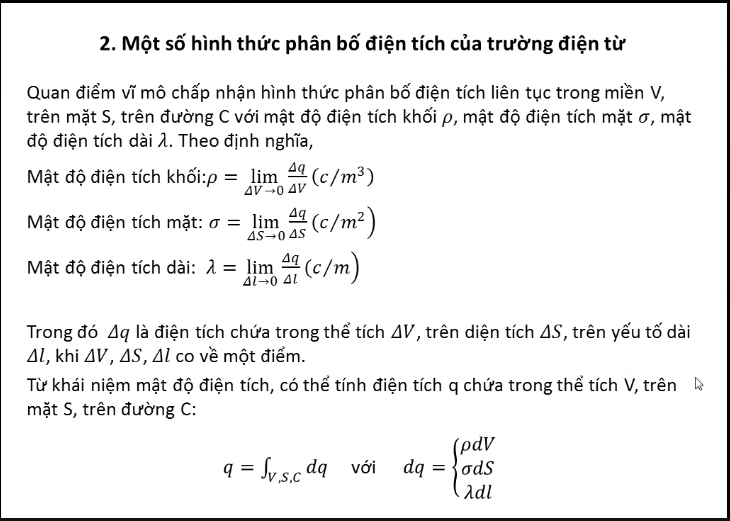 2. Một số hình thức phân bố điện tích của trường điện từ
Quan điểm vĩ mô chấp nhận hình thức phân bố điện tích liên tục trong miền V,
trên mặt S, trên đường C với mật độ điện tích khối ρ, mật độ điện tích mặt σ, mật
độ điện tích dài λ. Theo định nghĩa,
Mật độ điện tích khối:ρ = lim_{ΔV→0} Δq/ΔV (c/m³)
Mật độ điện tích mặt: σ = lim_{ΔS→0} Δq/ΔS (c/m²)
Mật độ điện tích dài: λ = lim_{Δl→0} Δq/Δl (c/m)
Trong đó Δq là điện tích chứa trong thể tích ΔV, trên diện tích ΔS, trên yếu tố dài
Δl, khi ΔV, ΔS, Δl co về một điểm.
Từ khái niệm mật độ điện tích, có thể tính điện tích q chứa trong thể tích V, trên
mặt S, trên đường C:
q = ∫_{V,S,C} dq với dq = { ρdV
σdS
λdl